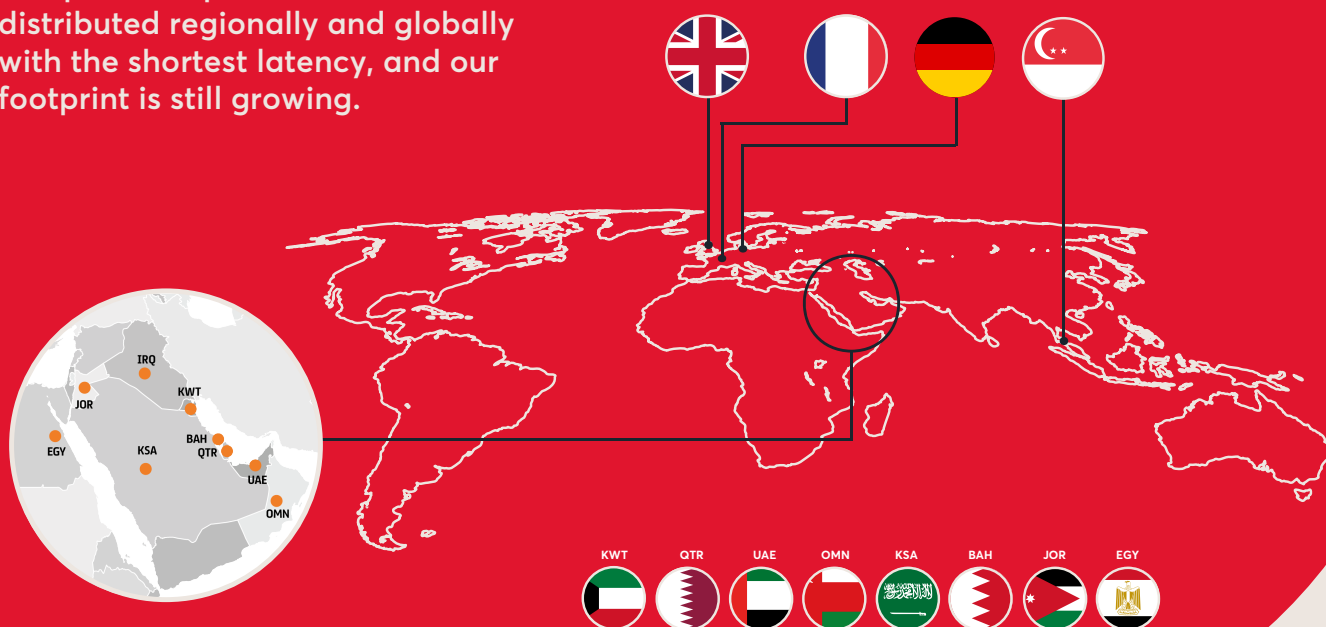 distributed regionally and globally
with the shortest latency, and our
footprint is still growing.
IRQ
KWT
JOR
BAH
QTR
EGY
KSA
UAE
OMN
KWT QTR UAE OMN KSA BAH JOR EGY